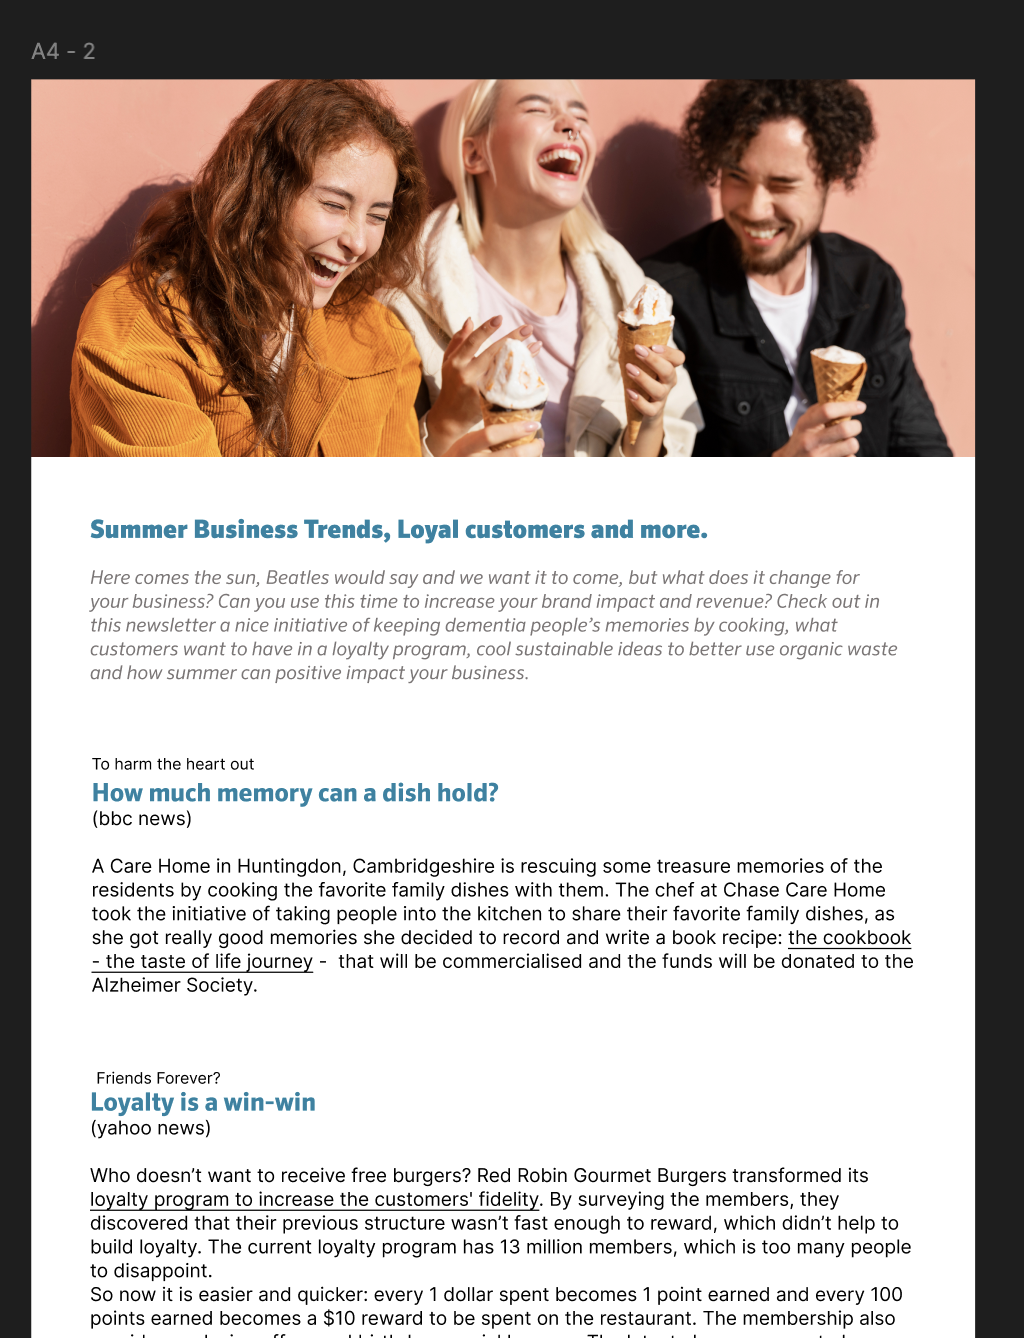 A4 - 2
Summer Business Trends, Loyal customers and more.
Here comes the sun, Beatles would say and we want it to come, but what does it change for
your business? Can you use this time to increase your brand impact and revenue? Check out in
this newsletter a nice initiative of keeping dementia people’s memories by cooking, what
customers want to have in a loyalty program, cool sustainable ideas to better use organic waste
and how summer can positive impact your business.
To harm the heart out
How much memory can a dish hold?
(bbc news)
A Care Home in Huntingdon, Cambridgeshire is rescuing some treasure memories of the
residents by cooking the favorite family dishes with them. The chef at Chase Care Home
took the initiative of taking people into the kitchen to share their favorite family dishes, as
she got really good memories she decided to record and write a book recipe: the cookbook
- the taste of life journey -  that will be commercialised and the funds will be donated to the
Alzheimer Society.
Friends Forever?
Loyalty is a win-win
(yahoo news)
Who doesn’t want to receive free burgers? Red Robin Gourmet Burgers transformed its
loyalty program to increase the customers' fidelity. By surveying the members, they
discovered that their previous structure wasn’t fast enough to reward, which didn’t help to
build loyalty. The current loyalty program has 13 million members, which is too many people
to disappoint.
So now it is easier and quicker: every 1 dollar spent becomes 1 point earned and every 100
points earned becomes a $10 reward to be spent on the restaurant. The membership also